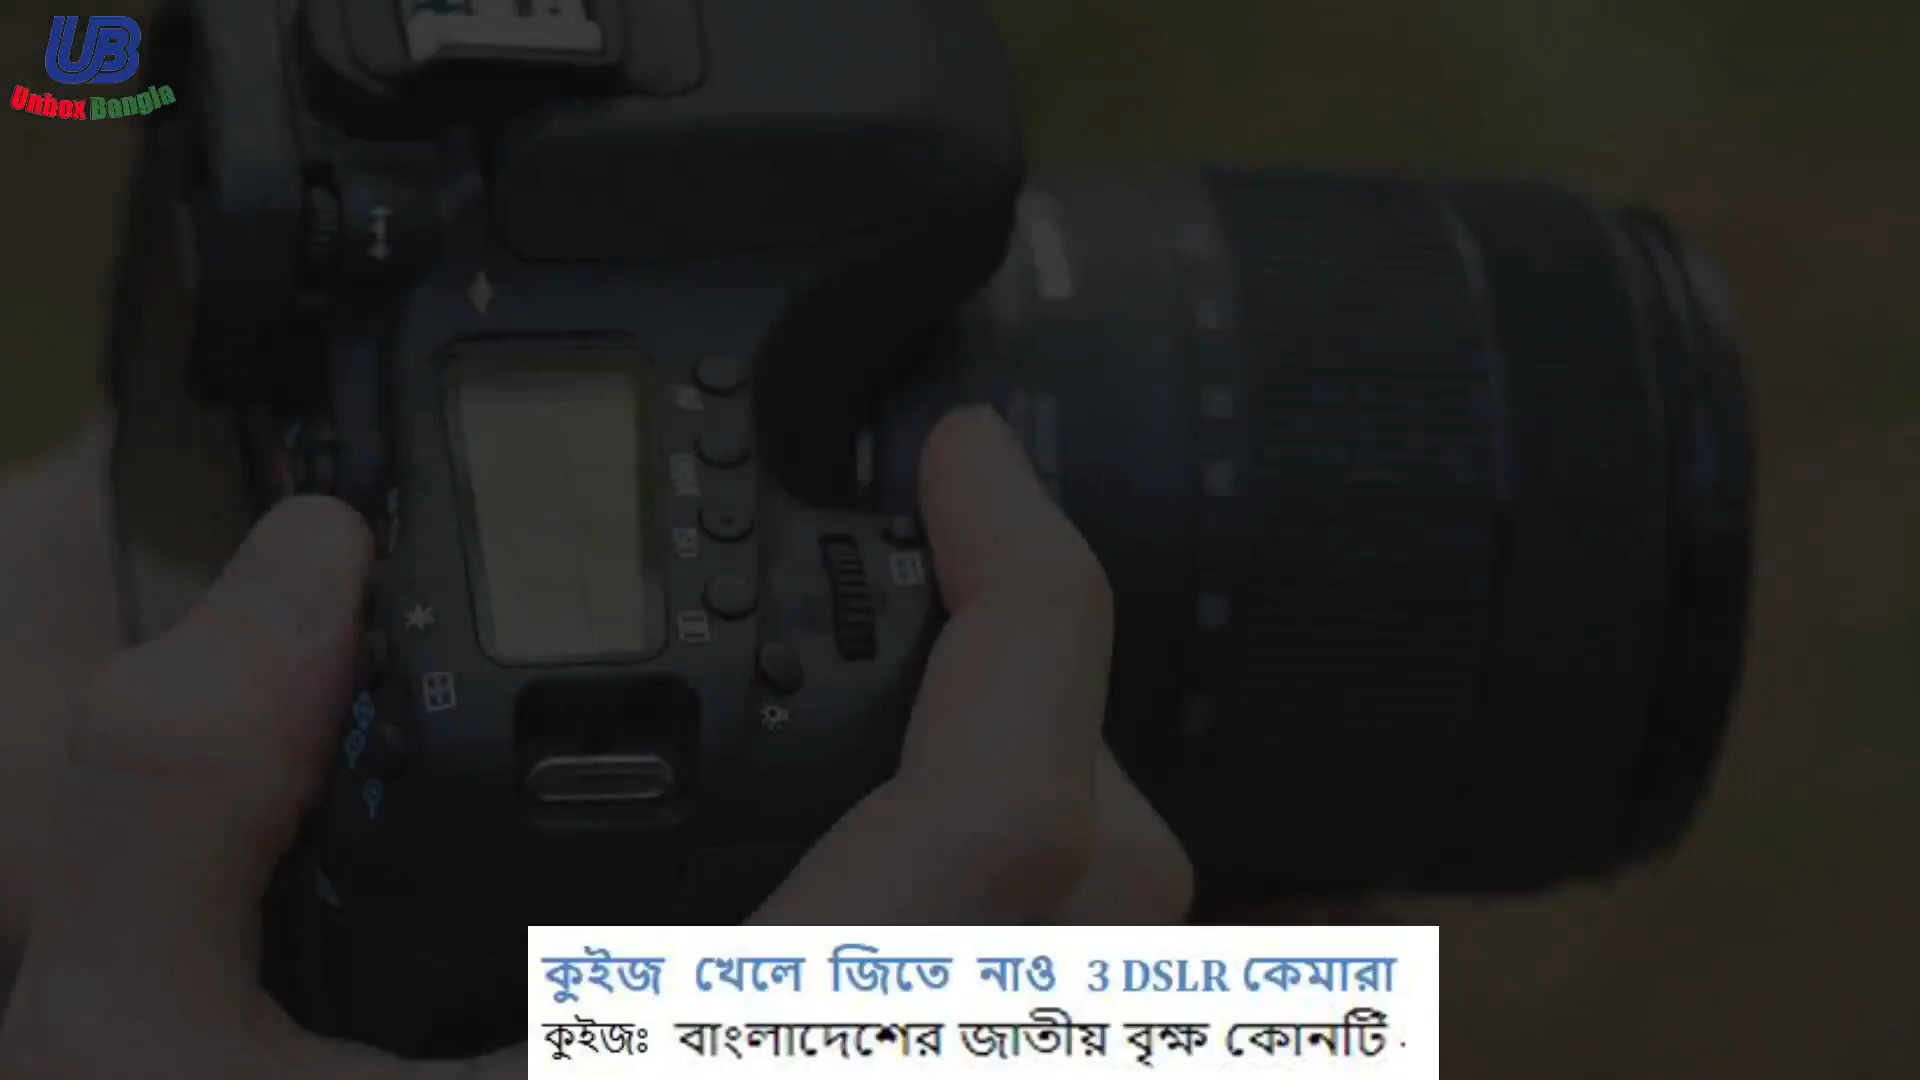 UB
Unbox Bangla
কুইজ খেলে জিতে নাও 3 DSLR কেমারা
কুইজঃ বাংলাদেশের জাতীয় বৃক্ষ কোনটি .